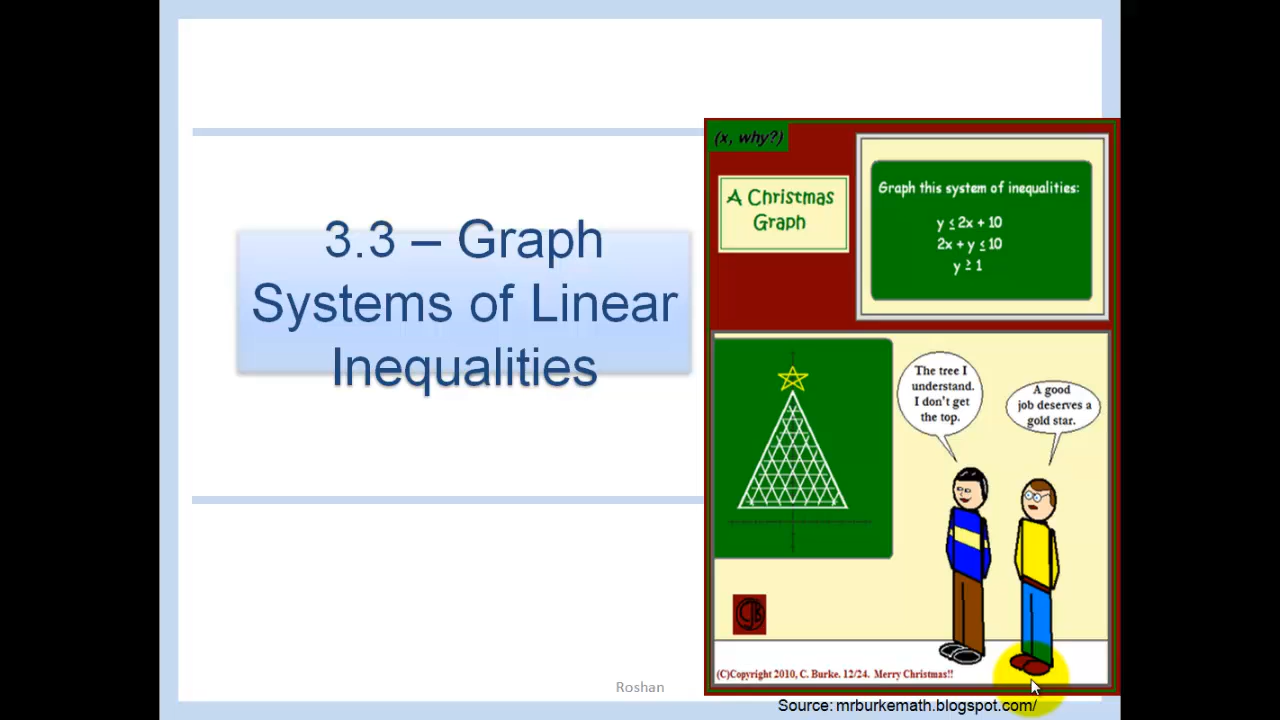 3.3 – Graph
Systems of Linear
Inequalities
(x, why?)
A Christmas
Graph
Graph this system of inequalities:
y ≤ 2x + 10
2x + y ≤ 10
y ≥ 1
The tree I
understand.
I don't get
the top.
A good
job deserves a
gold star.
(C)Copyright 2010, C. Burke. 12/24. Merry Christmas!!
Roshan
Source: mrburkemath.blogspot.com/